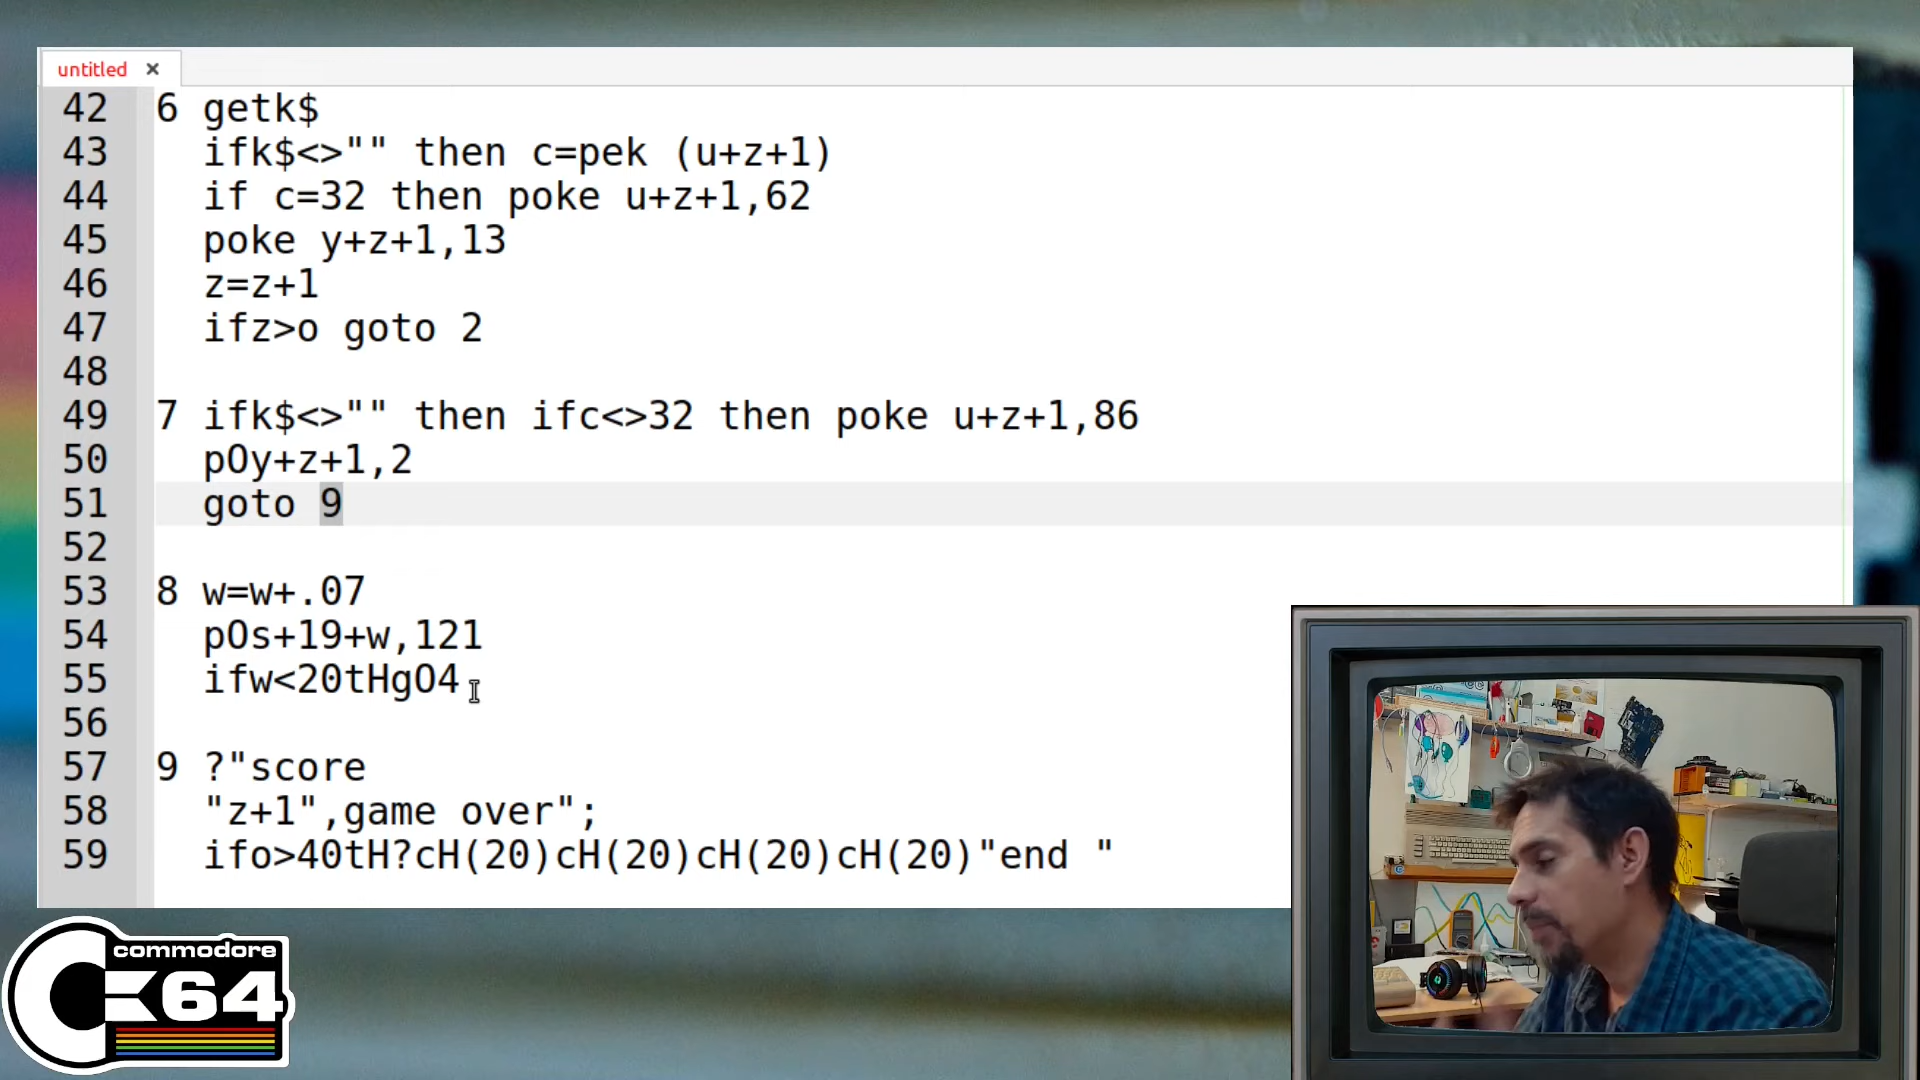 untitled ×
42 6 getk$
43 ifk$<>"" then c=pek (u+z+1)
44 if c=32 then poke u+z+1,62
45 poke y+z+1,13
46 z=z+1
47 ifz>o goto 2
48
49 7 ifk$<>"" then ifc<>32 then poke u+z+1,86
50 pOy+z+1,2
51 goto 9
52
53 8 w=w+.07
54 pOs+19+w,121
55 ifw<20tHgO4
56
57 9 ?"score
58 "z+1",game over";
59 ifo>40tH?cH(20)cH(20)cH(20)cH(20)"end "
commodore
64